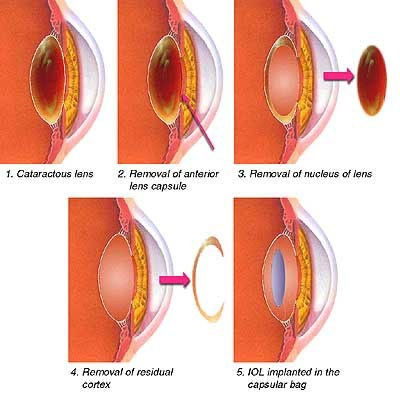 1. Cataractous lens
2. Removal of anterior
lens capsule
3. Removal of nucleus of lens
4. Removal of residual
cortex
5. IOL implanted in the
capsular bag